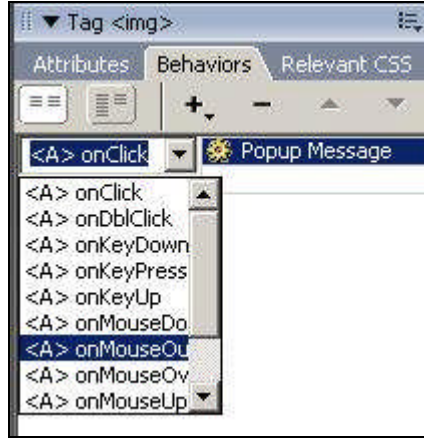 Tag <img>
Attributes Behaviors Relevant CSS
<A> onClick Popup Message
<A> onClick
<A> onDblClick
<A> onKeyDown
<A> onKeyPress
<A> onKeyUp
<A> onMouseDo
<A> onMouseOu
<A> onMouseOv
<A> onMouseUp